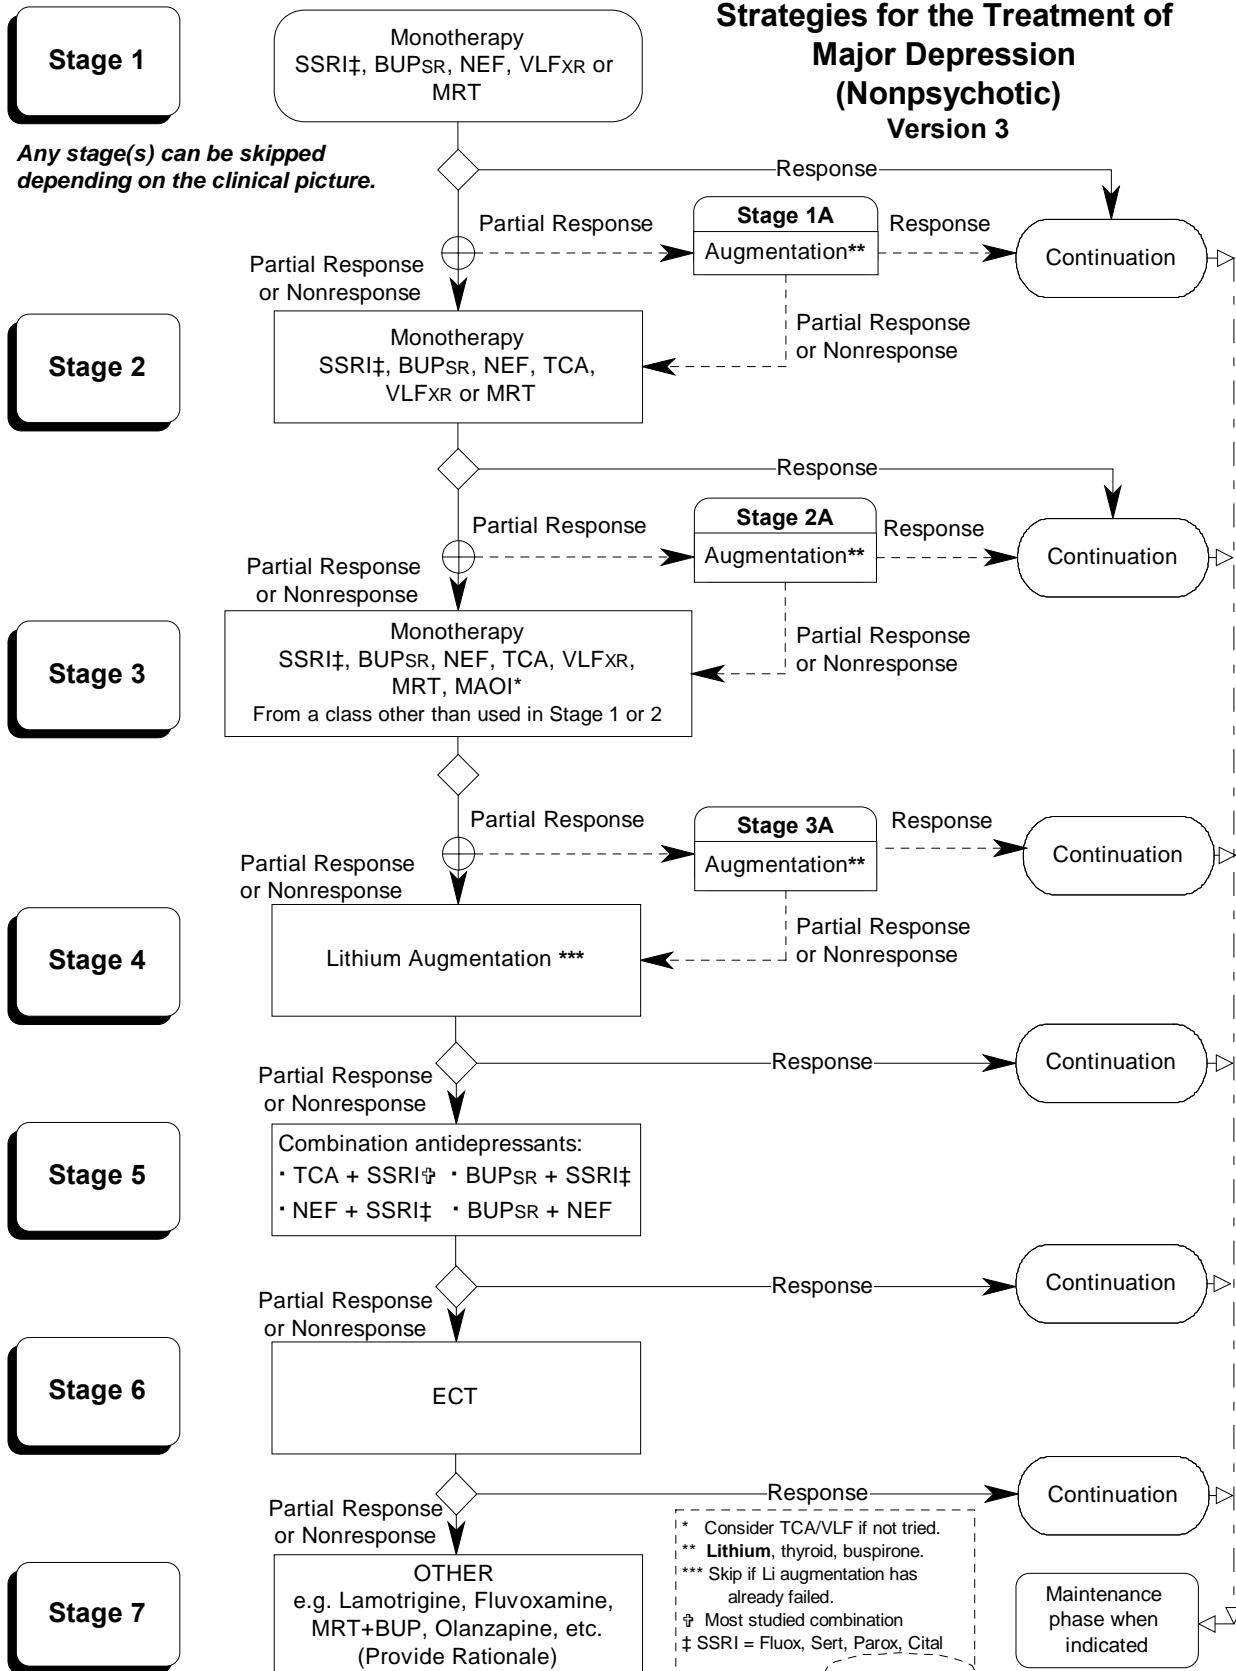 Strategies for the Treatment of
Major Depression
(Nonpsychotic)
Version 3
Stage 1
Monotherapy
SSRI‡, BUPSR, NEF, VLFXR or
MRT
Any stage(s) can be skipped
depending on the clinical picture.
Response
Partial Response
Stage 1A
Augmentation**
Response
Continuation
Partial Response
or Nonresponse
Partial Response
or Nonresponse
Stage 2
Monotherapy
SSRI‡, BUPSR, NEF, TCA,
VLFXR or MRT
Response
Partial Response
Stage 2A
Augmentation**
Response
Continuation
Partial Response
or Nonresponse
Partial Response
or Nonresponse
Stage 3
Monotherapy
SSRI‡, BUPSR, NEF, TCA, VLFXR,
MRT, MAOI*
From a class other than used in Stage 1 or 2
Partial Response
Stage 3A
Augmentation**
Response
Continuation
Partial Response
or Nonresponse
Partial Response
or Nonresponse
Stage 4
Lithium Augmentation ***
Response
Continuation
Partial Response
or Nonresponse
Stage 5
Combination antidepressants:
· TCA + SSRI✞ · BUPSR + SSRI‡
· NEF + SSRI‡ · BUPSR + NEF
Response
Continuation
Partial Response
or Nonresponse
Stage 6
ECT
Response
Continuation
Partial Response
or Nonresponse
Stage 7
OTHER
e.g. Lamotrigine, Fluvoxamine,
MRT+BUP, Olanzapine, etc.
(Provide Rationale)
* Consider TCA/VLF if not tried.
** Lithium, thyroid, buspirone.
*** Skip if Li augmentation has
already failed.
✞ Most studied combination
‡ SSRI = Fluox, Sert, Parox, Cital
Maintenance
phase when
indicated